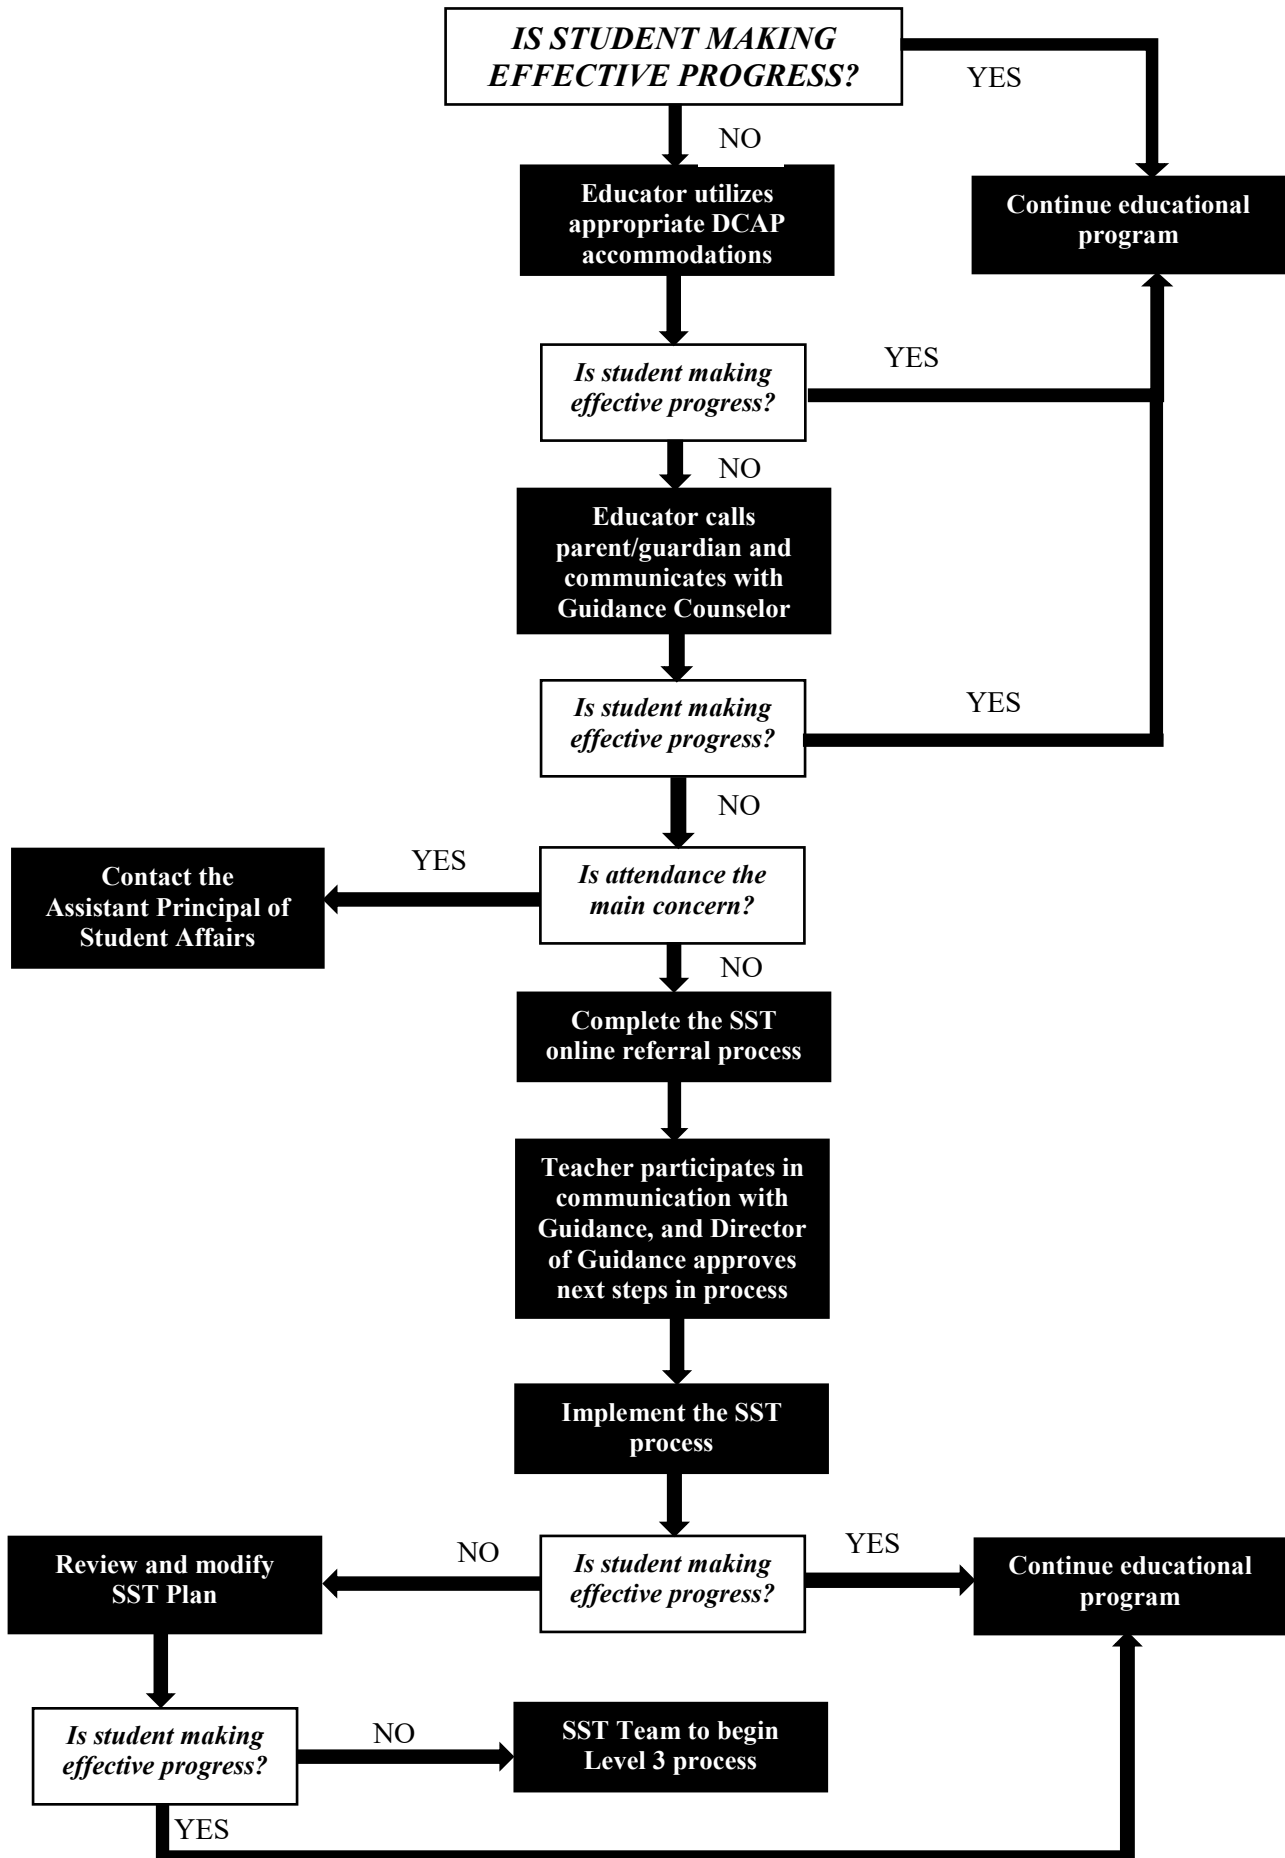 IS STUDENT MAKING
EFFECTIVE PROGRESS?
YES
NO
Educator utilizes
appropriate DCAP
accommodations
Continue educational
program
Is student making
effective progress?
YES
NO
Educator calls
parent/guardian and
communicates with
Guidance Counselor
Is student making
effective progress?
YES
NO
Is attendance the
main concern?
YES
Contact the
Assistant Principal of
Student Affairs
NO
Complete the SST
online referral process
Teacher participates in
communication with
Guidance, and Director
of Guidance approves
next steps in process
Implement the SST
process
Is student making
effective progress?
YES
Continue educational
program
NO
Review and modify
SST Plan
Is student making
effective progress?
NO
SST Team to begin
Level 3 process
YES